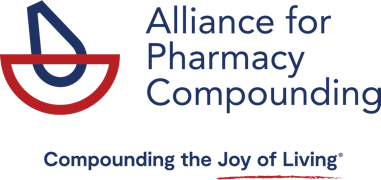 Alliance for
Pharmacy
Compounding
Compounding the Joy of Living®